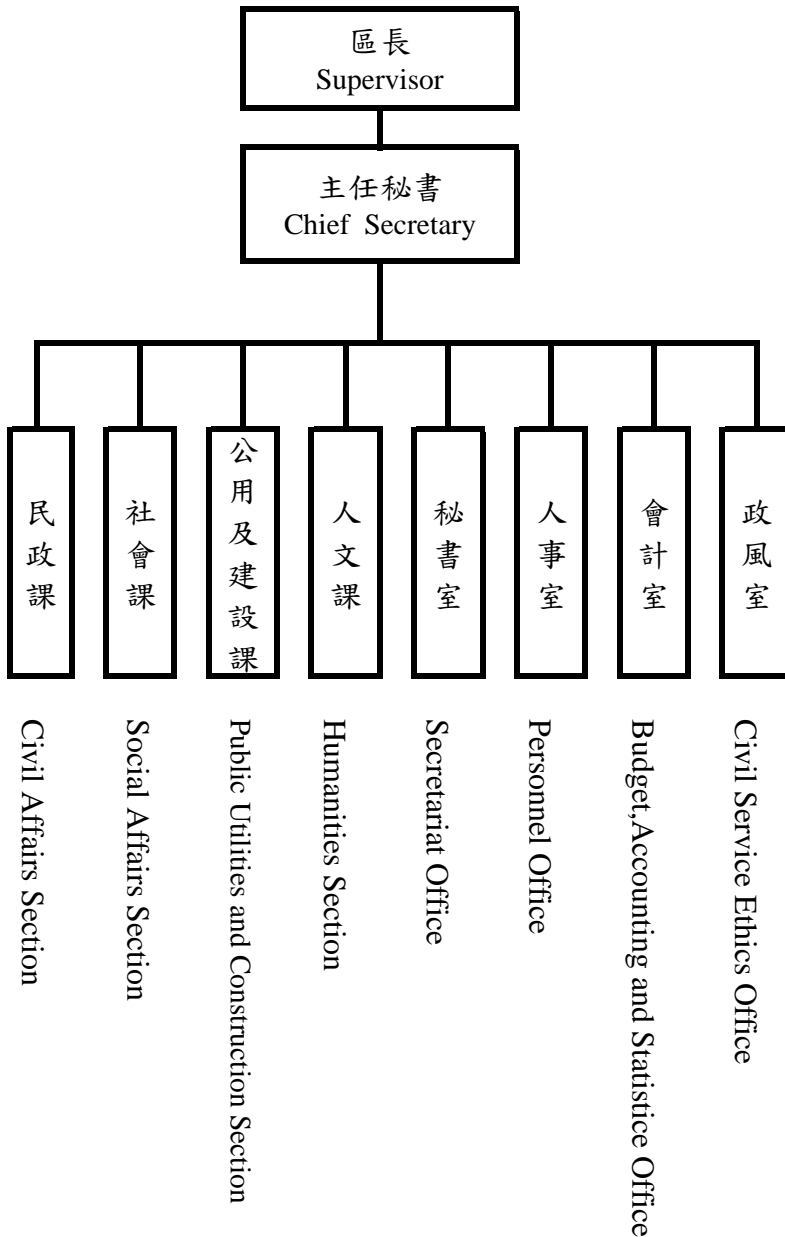 區長
Supervisor
主任秘書
Chief Secretary
民政課
社會課
公用及建設課
人文課
秘書室
人事室
會計室
政風室
Civil Affairs Section
Social Affairs Section
Public Utilities and Construction Section
Humanities Section
Secretariat Office
Personnel Office
Budget,Accounting and Statistice Office
Civil Service Ethics Office